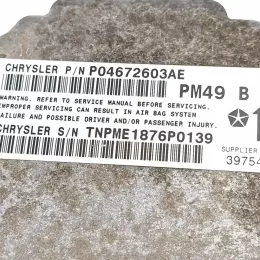 CHRYSLER P/N P04672603AE
PM49 B
WARNING. REFER TO SERVICE MANUAL BEFORE SERVICING.
IMPROPER SERVICING CAN RESULT IN AIR BAG SYSTEM
FAILURE AND POSSIBLE DRIVER AND/OR PASSENGER INJURY.
1
CHRYSLER S/N TNPME1876P0139
SUPPLIER
39754